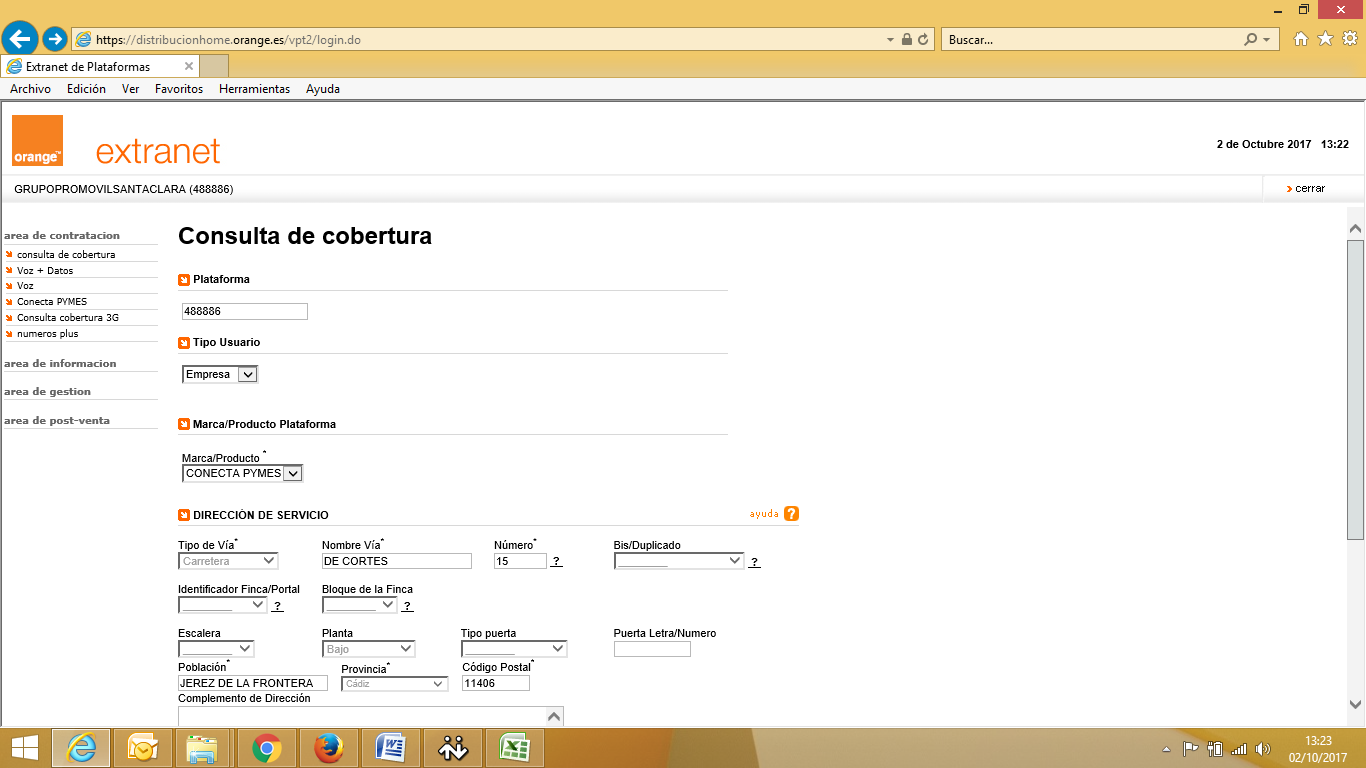 https://distribucionhome.orange.es/vpt2/login.do
Buscar...
Extranet de Plataformas
Archivo Edición Ver Favoritos Herramientas Ayuda
orange™
extranet
2 de Octubre 2017 13:22
GRUPOPROMOVILSANTACLARA (488886)
cerrar
area de contratacion
consulta de cobertura
Voz + Datos
Voz
Conecta PYMES
Consulta cobertura 3G
numeros plus
area de informacion
area de gestion
area de post-venta
Consulta de cobertura
Plataforma
488886
Tipo Usuario
Empresa
Marca/Producto Plataforma
Marca/Producto *
CONECTA PYMES
DIRECCIÓN DE SERVICIO
ayuda ?
Tipo de Vía* Nombre Vía* Número* Bis/Duplicado
Carretera DE CORTES 15 ? ________ ?
Identificador Finca/Portal Bloque de la Finca
________ ? ________ ?
Escalera Planta Tipo puerta Puerta Letra/Numero
________ Bajo ________
Población* Provincia* Código Postal*
JEREZ DE LA FRONTERA Cádiz 11406
Complemento de Dirección
13:23
02/10/2017